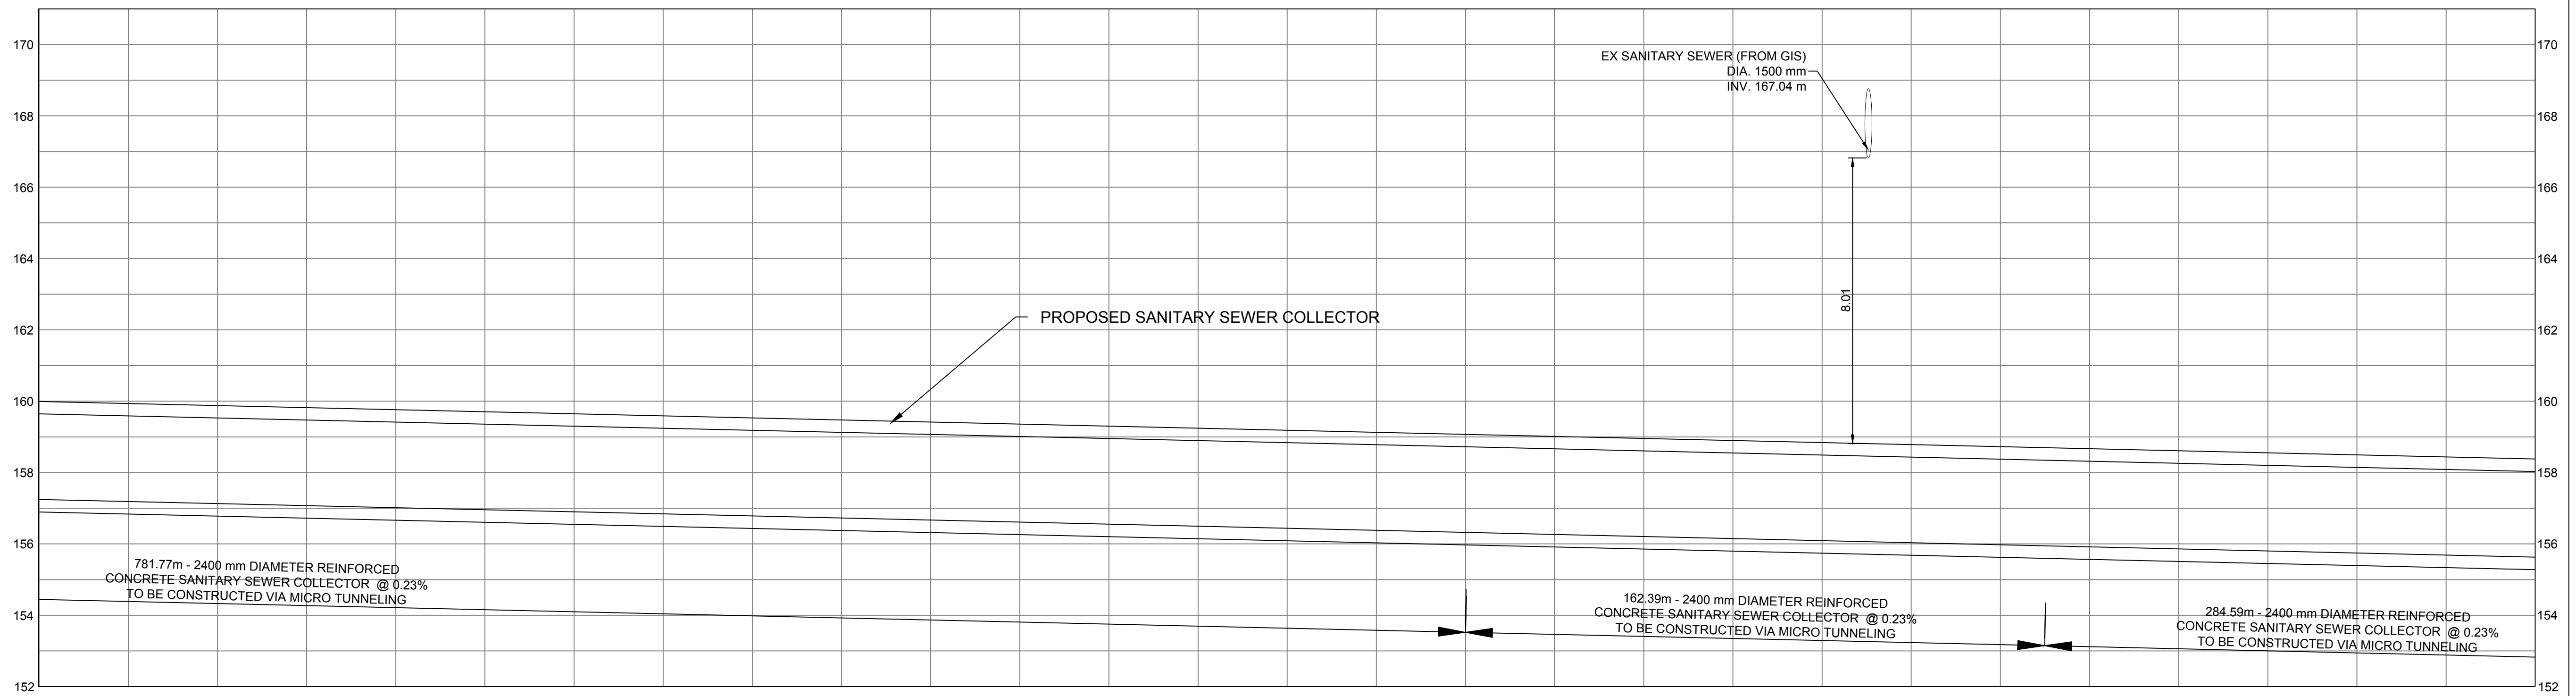 170
168
166
164
162
160
158
156
154
152
EX SANITARY SEWER (FROM GIS)
DIA. 1500 mm
INV. 167.04 m
8.01
PROPOSED SANITARY SEWER COLLECTOR
781.77m - 2400 mm DIAMETER REINFORCED
CONCRETE SANITARY SEWER COLLECTOR @ 0.23%
TO BE CONSTRUCTED VIA MICRO TUNNELING
162.39m - 2400 mm DIAMETER REINFORCED
CONCRETE SANITARY SEWER COLLECTOR @ 0.23%
TO BE CONSTRUCTED VIA MICRO TUNNELING
284.59m - 2400 mm DIAMETER REINFORCED
CONCRETE SANITARY SEWER COLLECTOR @ 0.23%
TO BE CONSTRUCTED VIA MICRO TUNNELING
170
168
166
164
162
160
158
156
154
152